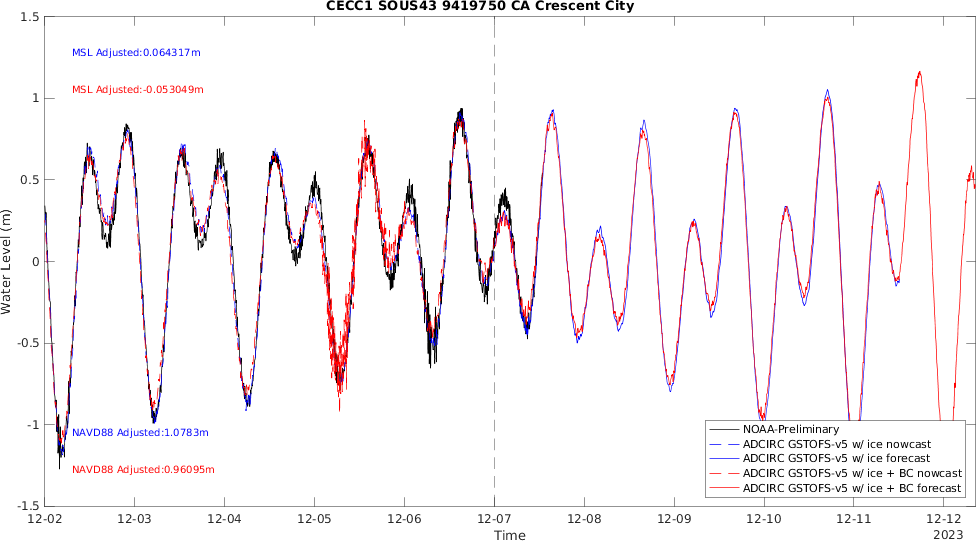 CECC1 SOUS43 9419750 CA Crescent City
1.5
1
0.5
0
-0.5
-1
-1.5
Water Level (m)
MSL Adjusted:0.064317m
MSL Adjusted:-0.053049m
NAVD88 Adjusted:1.0783m
NAVD88 Adjusted:0.96095m
NOAA-Preliminary
ADCIRC GSTOFS-v5 w/ ice nowcast
ADCIRC GSTOFS-v5 w/ ice forecast
ADCIRC GSTOFS-v5 w/ ice + BC nowcast
ADCIRC GSTOFS-v5 w/ ice + BC forecast
12-02 12-03 12-04 12-05 12-06 12-07 12-08 12-09 12-10 12-11 12-12
2023
Time